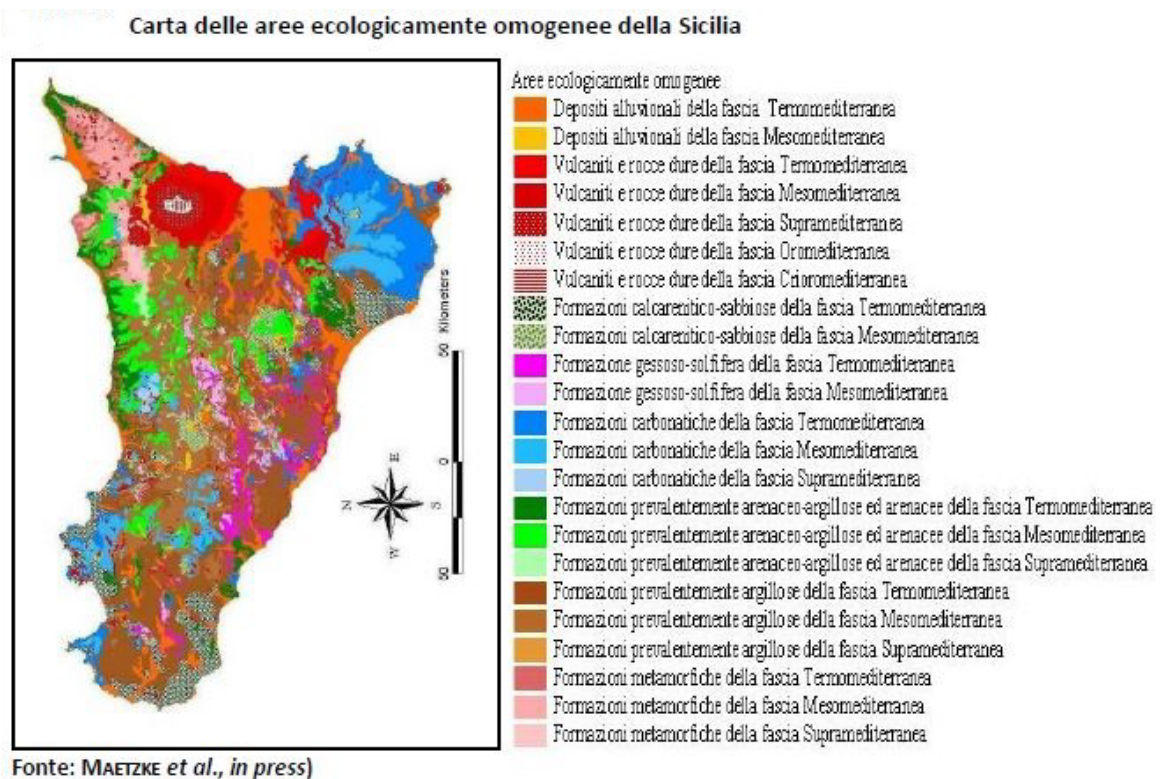 Carta delle aree ecologicamente omogenee della Sicilia
Aree ecologicamente omogenee
Depositi alluvionali della fascia Termomediterranea
Depositi alluvionali della fascia Mesomediterranea
Vulcaniti e rocce dure della fascia Termomediterranea
Vulcaniti e rocce dure della fascia Mesomediterranea
Vulcaniti e rocce dure della fascia Supramediterranea
Vulcaniti e rocce dure della fascia Oromediterranea
Vulcaniti e rocce dure della fascia Crioromediterranea
Formazioni calcarenitico-sabbiose della fascia Termomediterranea
Formazioni calcarenitico-sabbiose della fascia Mesomediterranea
Formazione gessoso-solfifera della fascia Termomediterranea
Formazione gessoso-solfifera della fascia Mesomediterranea
Formazioni carbonatiche della fascia Termomediterranea
Formazioni carbonatiche della fascia Mesomediterranea
Formazioni carbonatiche della fascia Supramediterranea
Formazioni prevalentemente arenaceo-argillose ed arenacee della fascia Termomediterranea
Formazioni prevalentemente arenaceo-argillose ed arenacee della fascia Mesomediterranea
Formazioni prevalentemente arenaceo-argillose ed arenacee della fascia Supramediterranea
Formazioni prevalentemente argillose della fascia Termomediterranea
Formazioni prevalentemente argillose della fascia Mesomediterranea
Formazioni prevalentemente argillose della fascia Supramediterranea
Formazioni metamorfiche della fascia Termomediterranea
Formazioni metamorfiche della fascia Mesomediterranea
Formazioni metamorfiche della fascia Supramediterranea
50 0 50 Kilometers
N
E
S
W
Fonte: MAETZKE et al., in press)